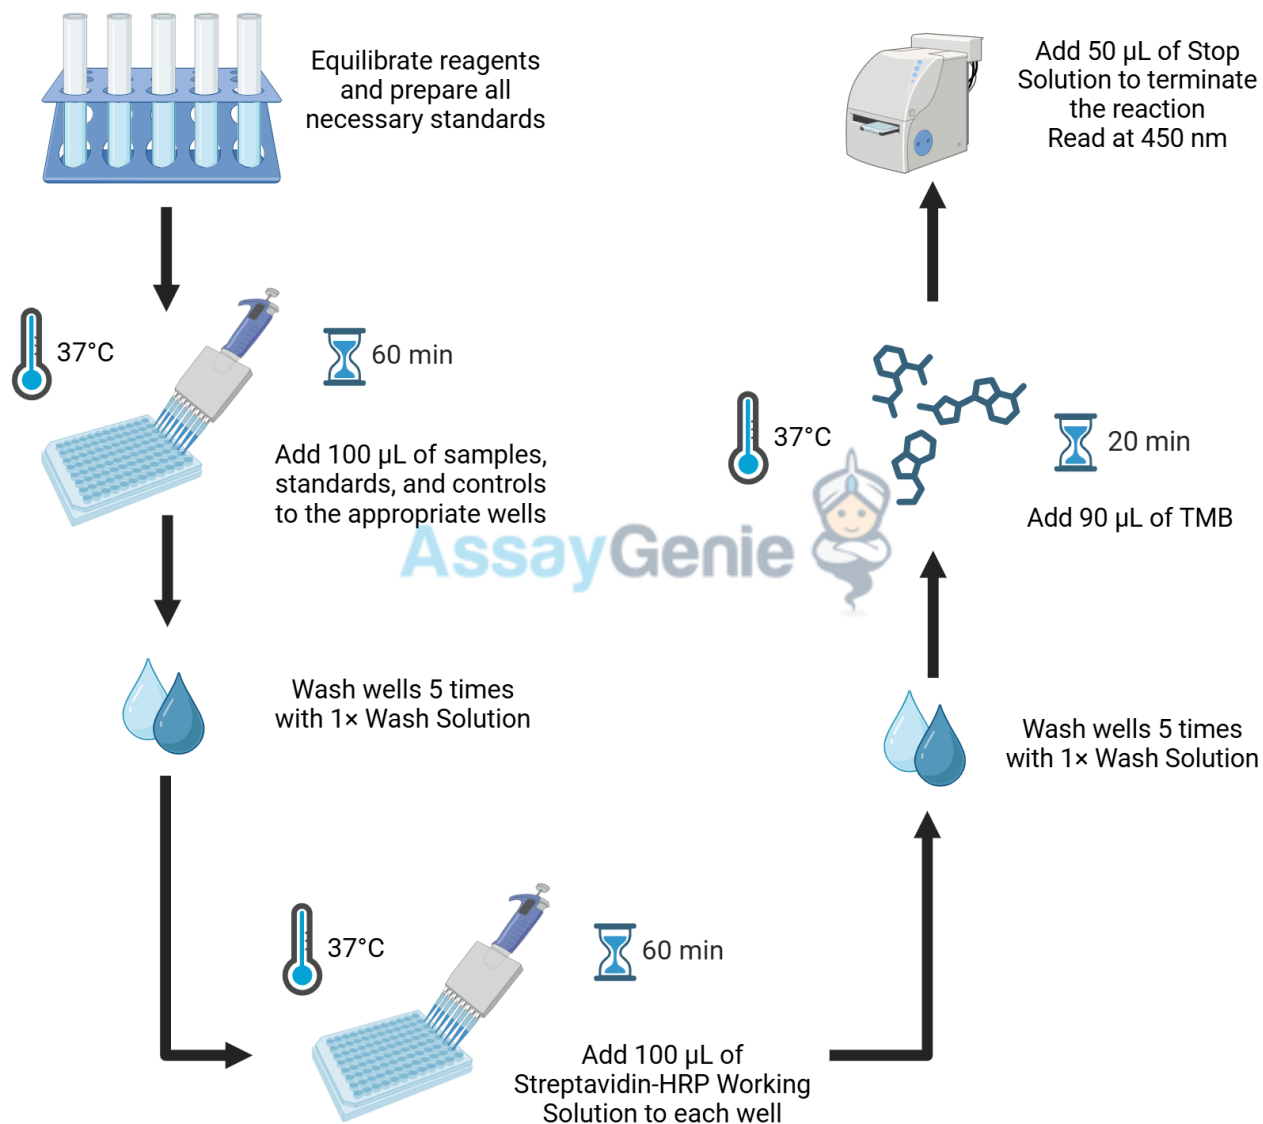 Equilibrate reagents
and prepare all
necessary standards
37°C
60 min
Add 100 µL of samples,
standards, and controls
to the appropriate wells
Wash wells 5 times
with 1× Wash Solution
37°C
60 min
Add 100 µL of
Streptavidin-HRP Working
Solution to each well
Wash wells 5 times
with 1× Wash Solution
37°C
20 min
Add 90 µL of TMB
Add 50 µL of Stop
Solution to terminate
the reaction
Read at 450 nm
AssayGenie